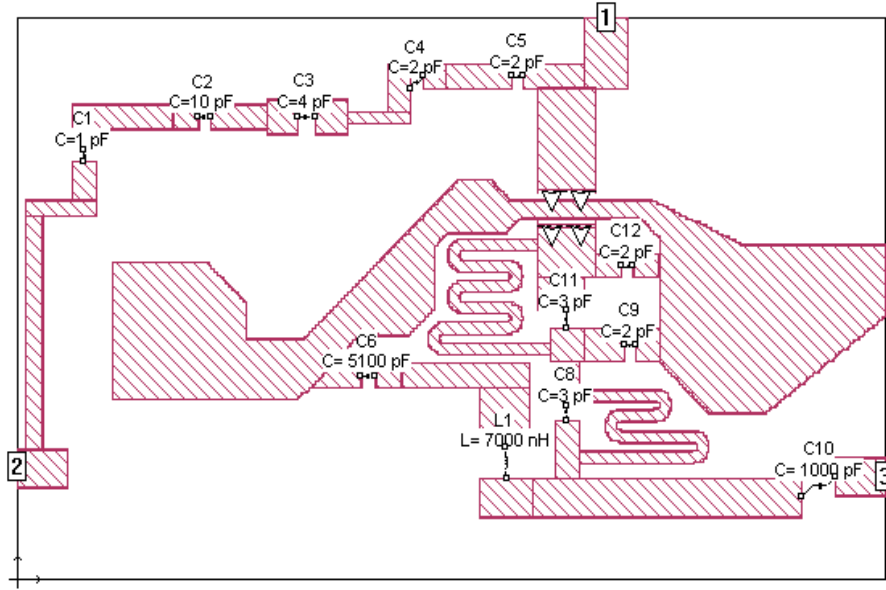 1
C4
C=2 pF
C5
C=2 pF
C2
C=10 pF
C3
C=4 pF
C1
C=1 pF
C12
C=2 pF
C11
C=3 pF
C9
C=2 pF
C6
C= 5100 pF
C8
C=3 pF
L1
L= 7000 nH
C10
C= 1000 pF
2
3